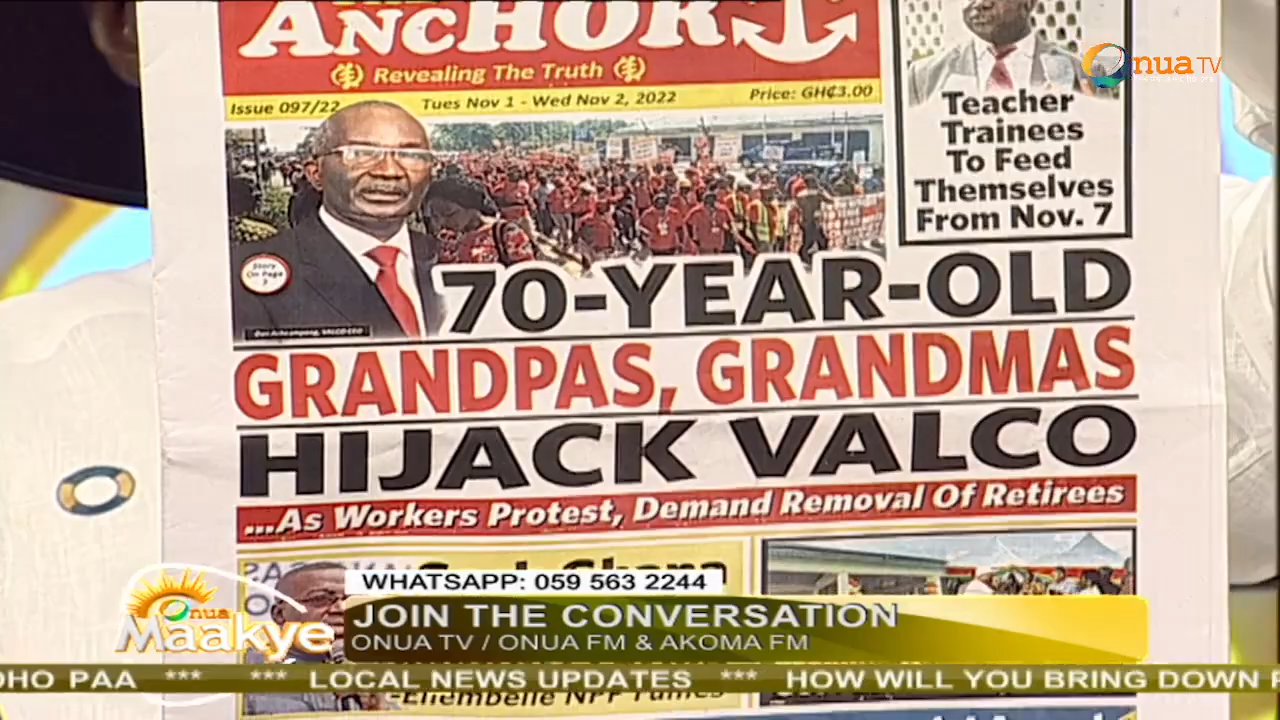 ANCHOR
Revealing The Truth
Issue 097/22
Tues Nov 1 - Wed Nov 2, 2022
Price: GH₵3.00
Onua TV
Teacher
Trainees
To Feed
Themselves
From Nov. 7
Story
On Page
3
70-YEAR-OLD
GRANDPAS, GRANDMAS
HIJACK VALCO
...As Workers Protest, Demand Removal Of Retirees
WHATSAPP: 059 563 2244
JOIN THE CONVERSATION
ONUA TV / ONUA FM & AKOMA FM
Onua
Maakye
OHO PAA *** *** LOCAL NEWS UPDATES *** HOW WILL YOU BRING DOWN